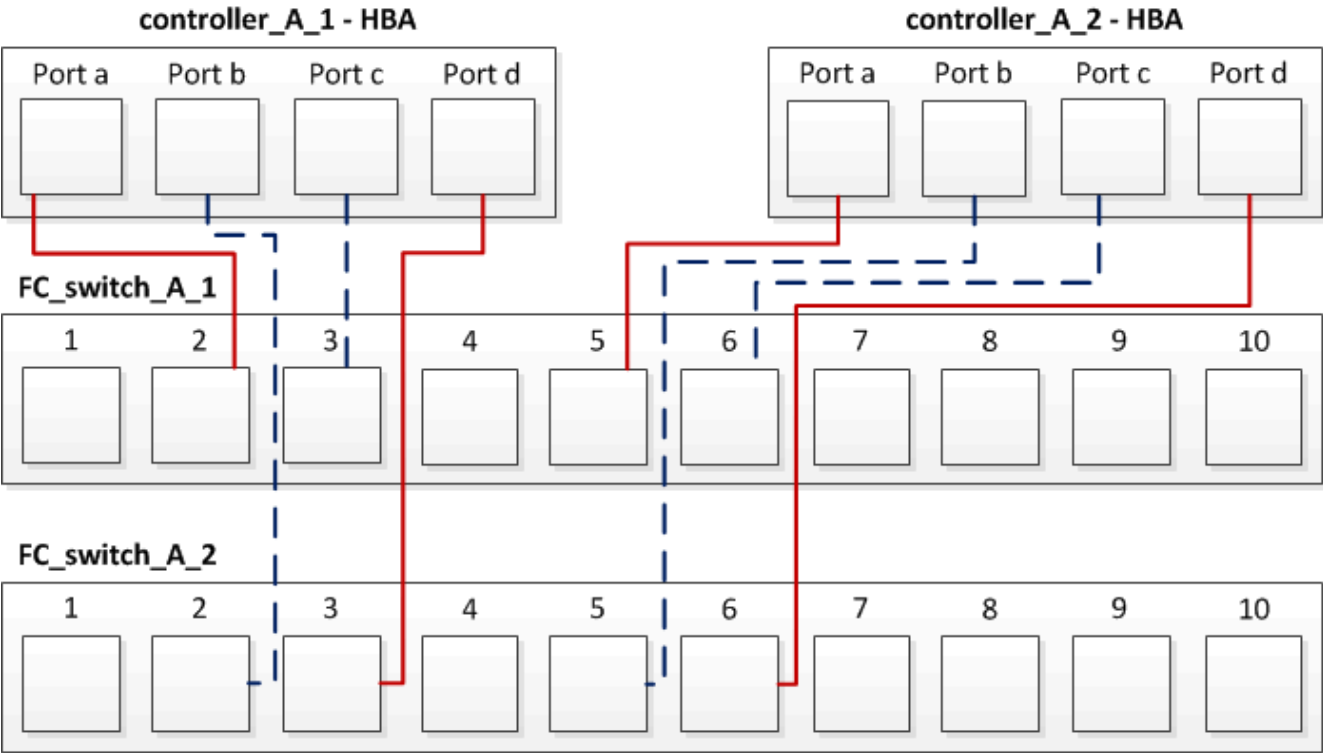 controller_A_1 - HBA
controller_A_2 - HBA
Port a Port b Port c Port d
Port a Port b Port c Port d
FC_switch_A_1
1 2 3 4 5 6 7 8 9 10
FC_switch_A_2
1 2 3 4 5 6 7 8 9 10